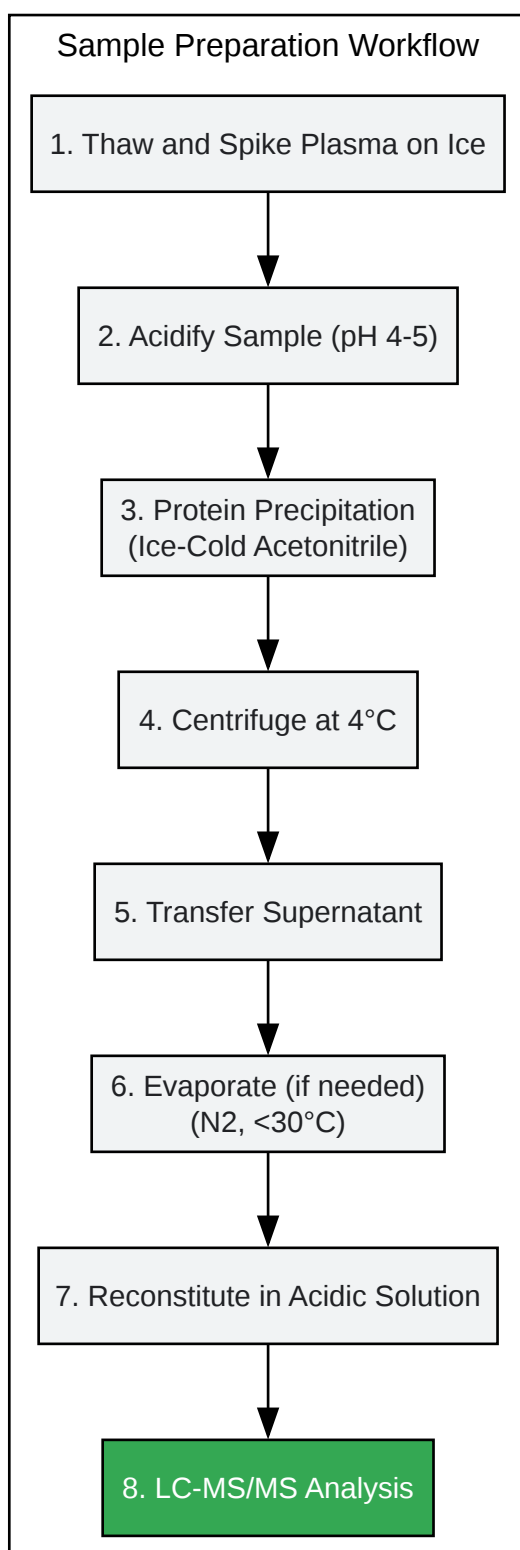 Sample Preparation Workflow
1. Thaw and Spike Plasma on Ice
2. Acidify Sample (pH 4-5)
3. Protein Precipitation
(Ice-Cold Acetonitrile)
4. Centrifuge at 4°C
5. Transfer Supernatant
6. Evaporate (if needed)
(N2, <30°C)
7. Reconstitute in Acidic Solution
8. LC-MS/MS Analysis